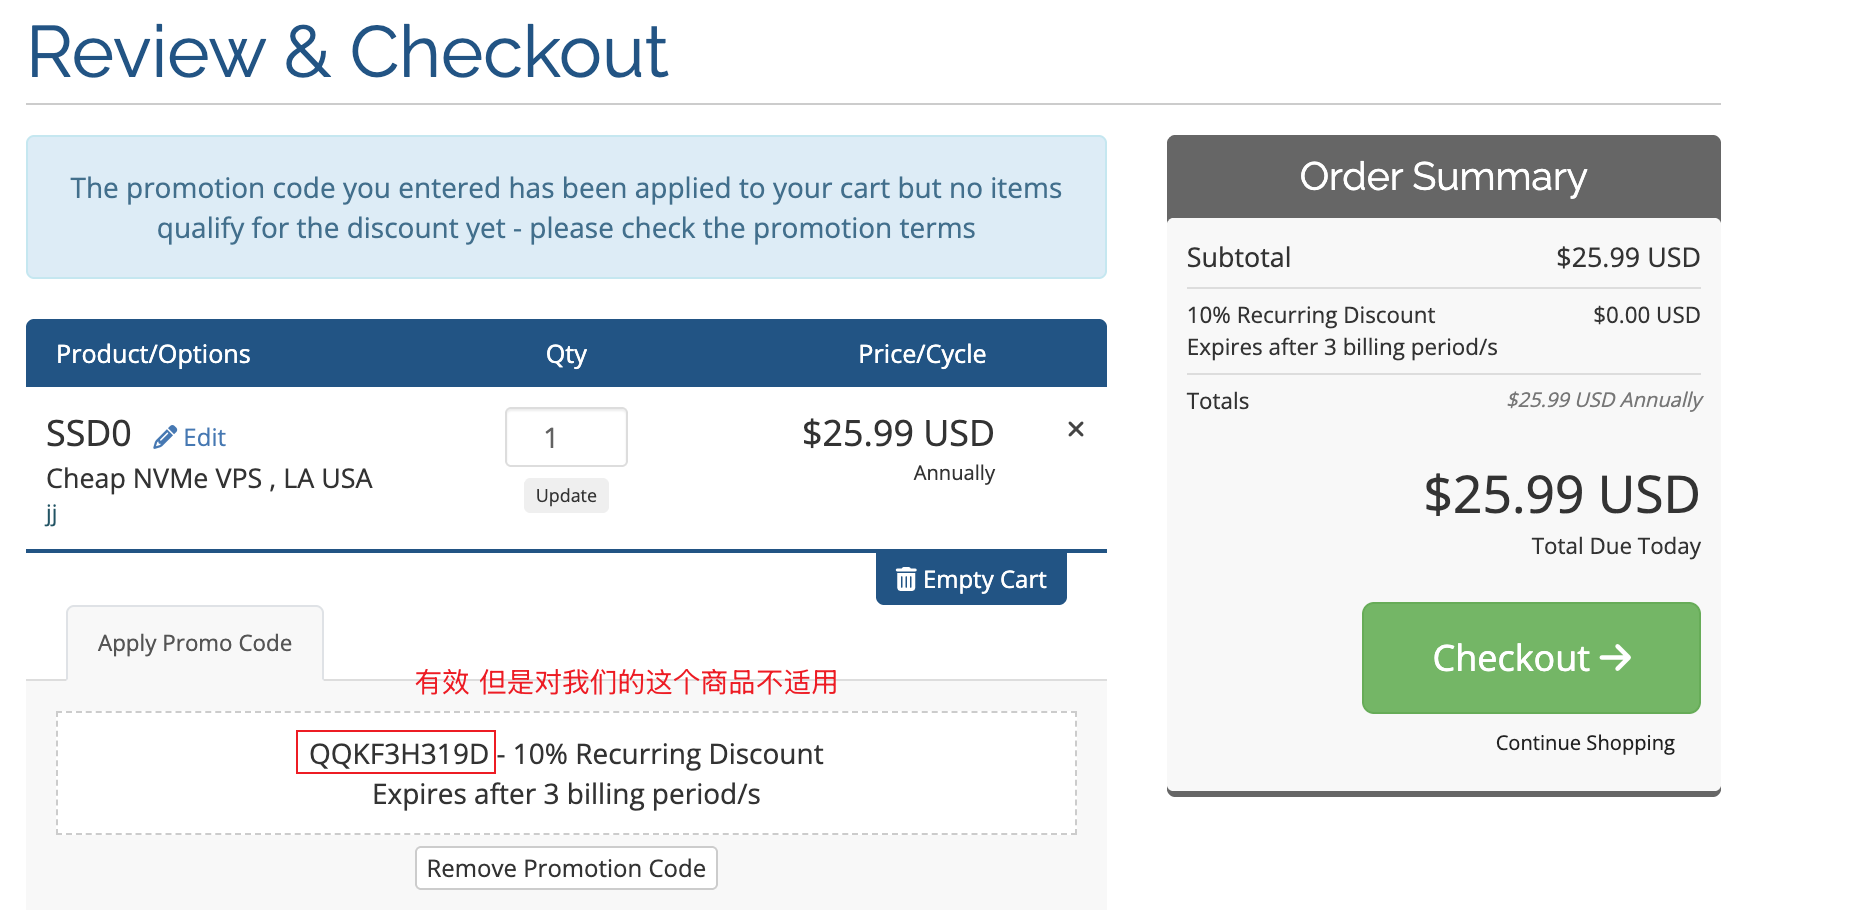 Review & Checkout
The promotion code you entered has been applied to your cart but no items
qualify for the discount yet - please check the promotion terms
Product/Options Qty Price/Cycle
SSD0 Edit 1 $25.99 USD ×
Cheap NVMe VPS , LA USA Update Annually
jj
Empty Cart
Apply Promo Code
有效 但是对我们的这个商品不适用
QQKF3H319D - 10% Recurring Discount
Expires after 3 billing period/s
Remove Promotion Code
Order Summary
Subtotal $25.99 USD
10% Recurring Discount $0.00 USD
Expires after 3 billing period/s
Totals $25.99 USD Annually
$25.99 USD
Total Due Today
Checkout
Continue Shopping